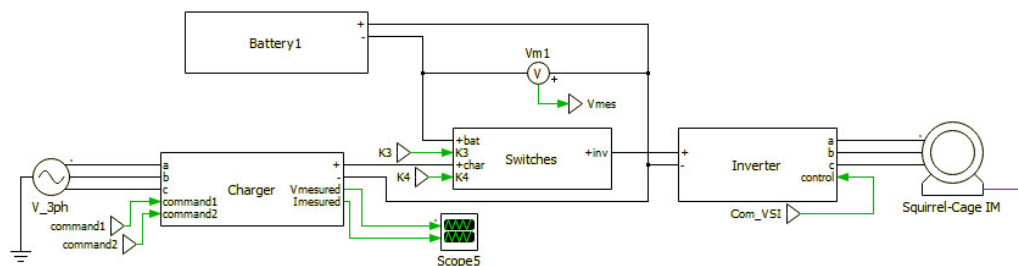 Battery1
+
-
Vm1
V
+
Vmes
+bat
K3
K3
+char
K4
K4
Switches
+inv
+
-
Inverter
a
b
c
control
Com_VSI
Squirrel-Cage IM
V_3ph
a
b
c
command1
command2
Charger
+
-
Vmesured
Imesured
command1
command2
Scope5